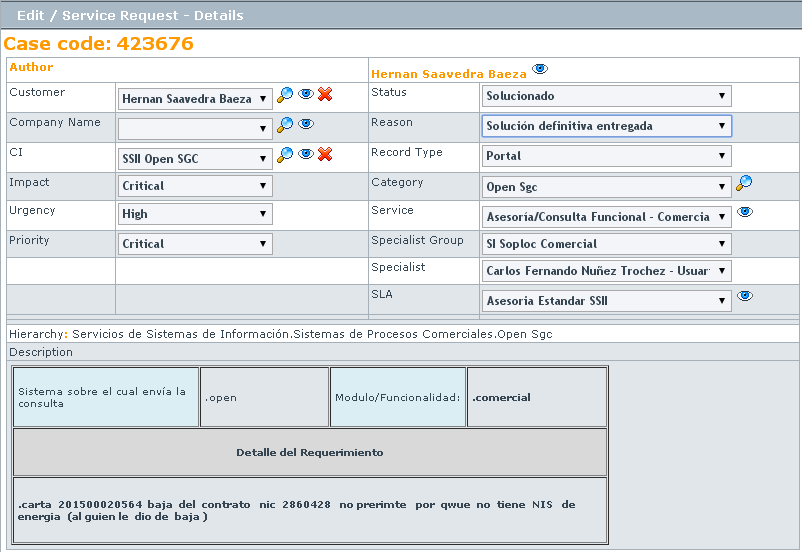 Edit / Service Request - Details
Case code: 423676
Author
Hernan Saavedra Baeza
Customer
Hernan Saavedra Baeza
Status
Solucionado
Company Name
Reason
Solución definitiva entregada
CI
SSII Open SGC
Record Type
Portal
Impact
Critical
Category
Open Sgc
Urgency
High
Service
Asesoría/Consulta Funcional - Comercia
Priority
Critical
Specialist Group
SI Soploc Comercial
Specialist
Carlos Fernando Nuñez Trochez - Usuar
SLA
Asesoria Estandar SSII
Hierarchy: Servicios de Sistemas de Información.Sistemas de Procesos Comerciales.Open Sgc
Description
Sistema sobre el cual envía la
consulta
.open
Modulo/Funcionalidad:
.comercial
Detalle del Requerimiento
.carta 201500020564 baja del contrato nic 2860428 no prerimte por qwue no tiene NIS de
energia (al guien le dio de baja )